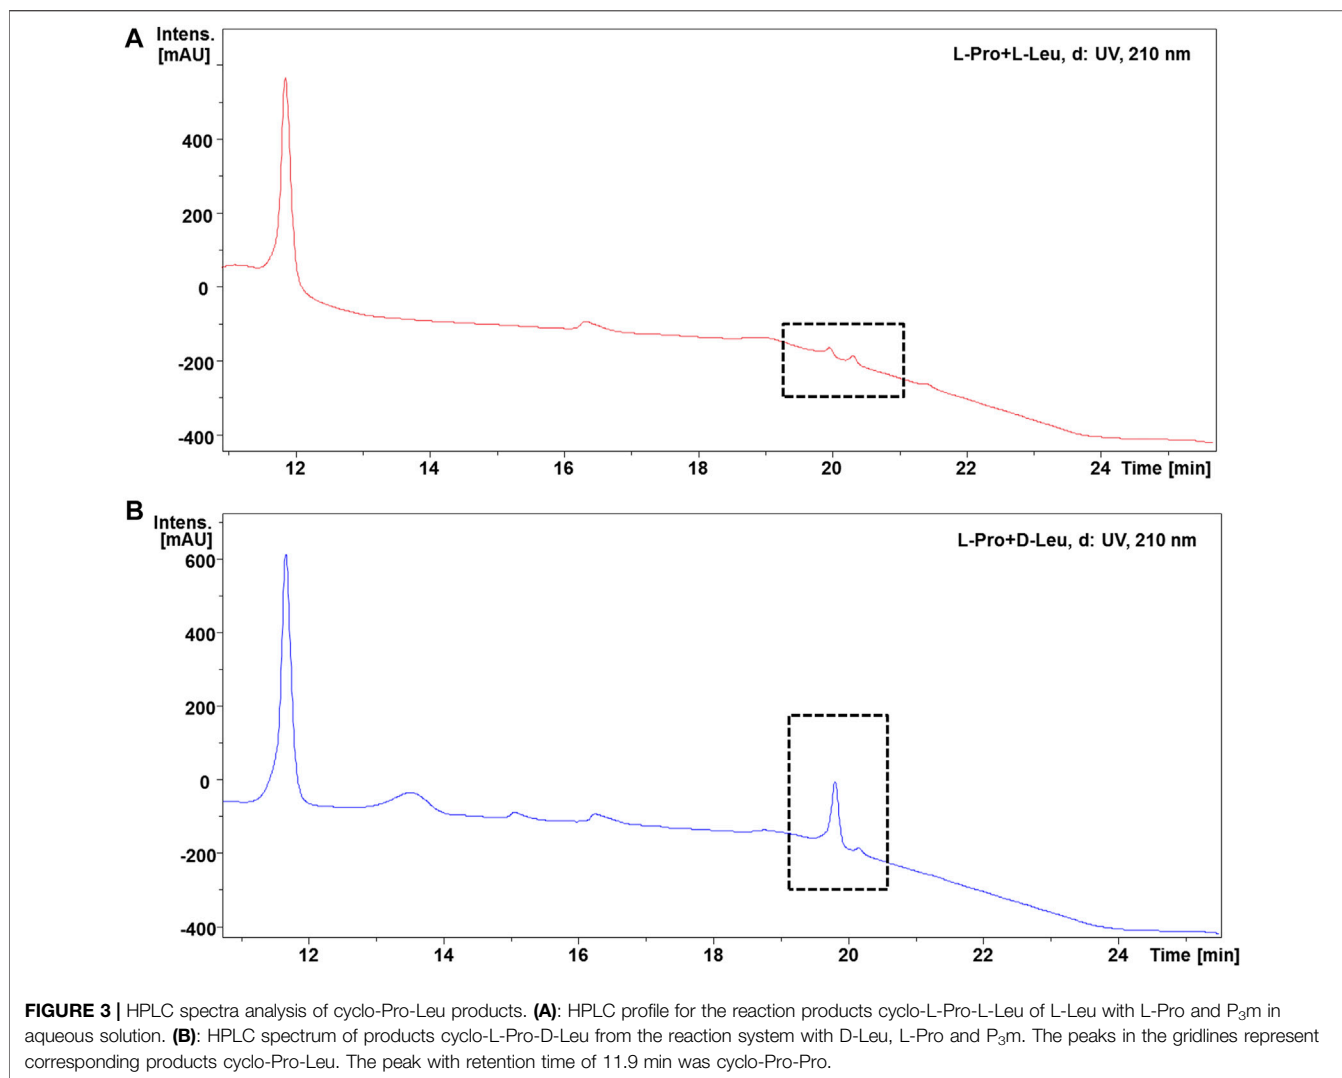 A
Intens.
[mAU]
L-Pro+L-Leu, d: UV, 210 nm
400
200
0
-200
-400
12 14 16 18 20 22 24 Time [min]
B
Intens.
[mAU]
L-Pro+D-Leu, d: UV, 210 nm
600
400
200
0
-200
-400
12 14 16 18 20 22 24 Time [min]
FIGURE 3 | HPLC spectra analysis of cyclo-Pro-Leu products. (A): HPLC profile for the reaction products cyclo-L-Pro-L-Leu of L-Leu with L-Pro and P₃m in
aqueous solution. (B): HPLC spectrum of products cyclo-L-Pro-D-Leu from the reaction system with D-Leu, L-Pro and P₃m. The peaks in the gridlines represent
corresponding products cyclo-Pro-Leu. The peak with retention time of 11.9 min was cyclo-Pro-Pro.